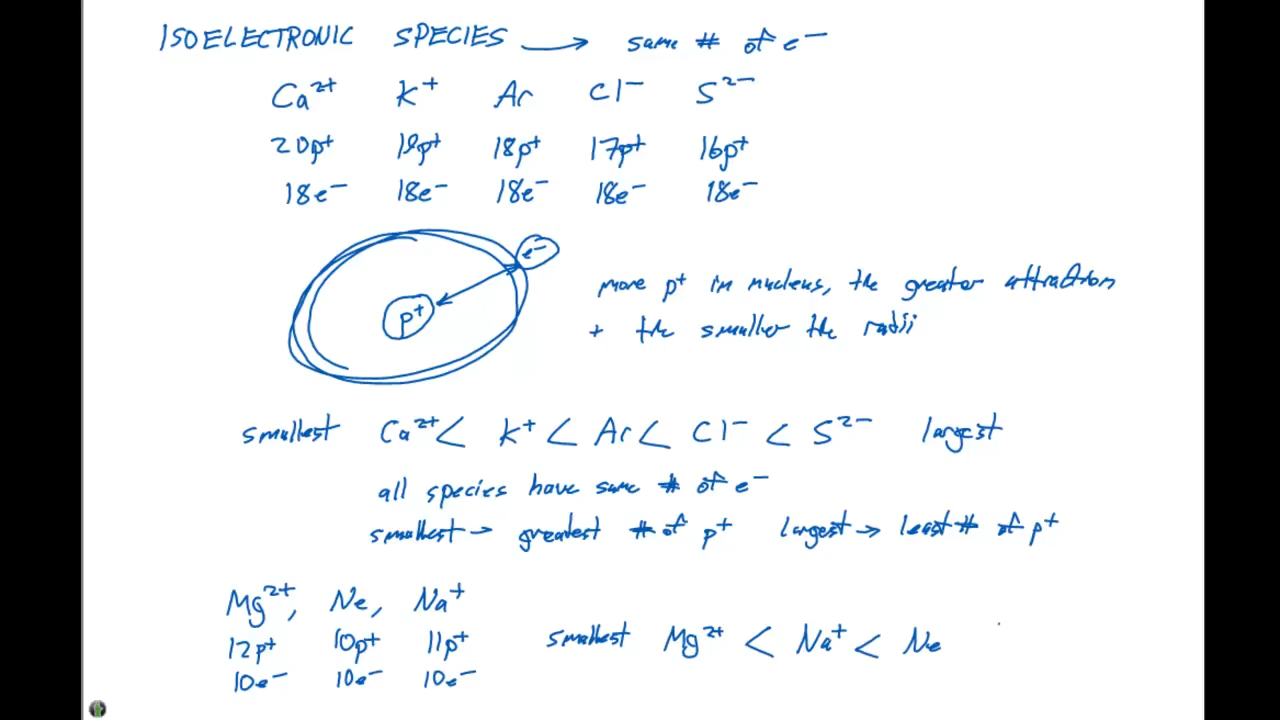 ISOELECTRONIC SPECIES → same # of e⁻
Ca²⁺ K⁺ Ar Cl⁻ S²⁻
20p⁺ 19p⁺ 18p⁺ 17p⁺ 16p⁺
18e⁻ 18e⁻ 18e⁻ 18e⁻ 18e⁻
e⁻
p⁺
more p⁺ in nucleus, the greater attraction
+ the smaller the radii
smallest Ca²⁺ < K⁺ < Ar < Cl⁻ < S²⁻ largest
all species have same # of e⁻
smallest → greatest # of p⁺ largest → least # of p⁺
Mg²⁺, Ne, Na⁺
12p⁺ 10p⁺ 11p⁺
10e⁻ 10e⁻ 10e⁻
smallest Mg²⁺ < Na⁺ < Ne